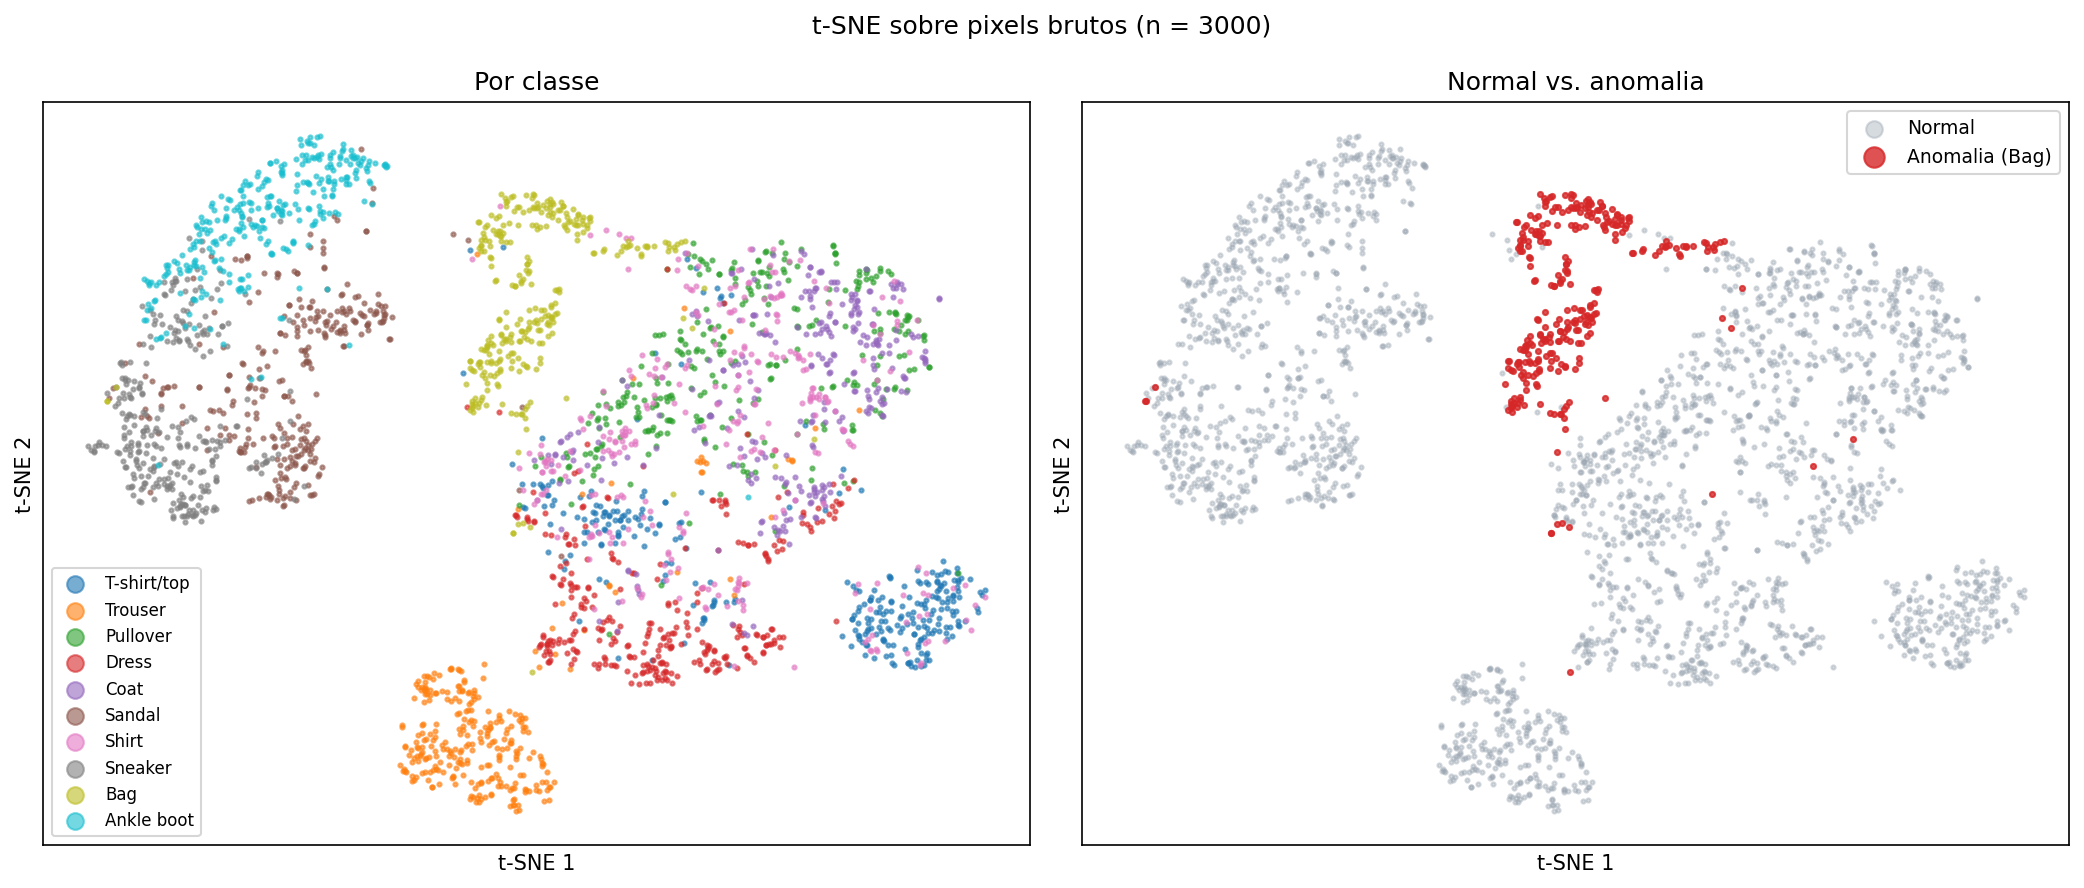 t-SNE sobre pixels brutos (n = 3000)
Por classe
t-SNE 2
T-shirt/top
Trouser
Pullover
Dress
Coat
Sandal
Shirt
Sneaker
Bag
Ankle boot
t-SNE 1
Normal vs. anomalia
Normal
Anomalia (Bag)
t-SNE 2
t-SNE 1